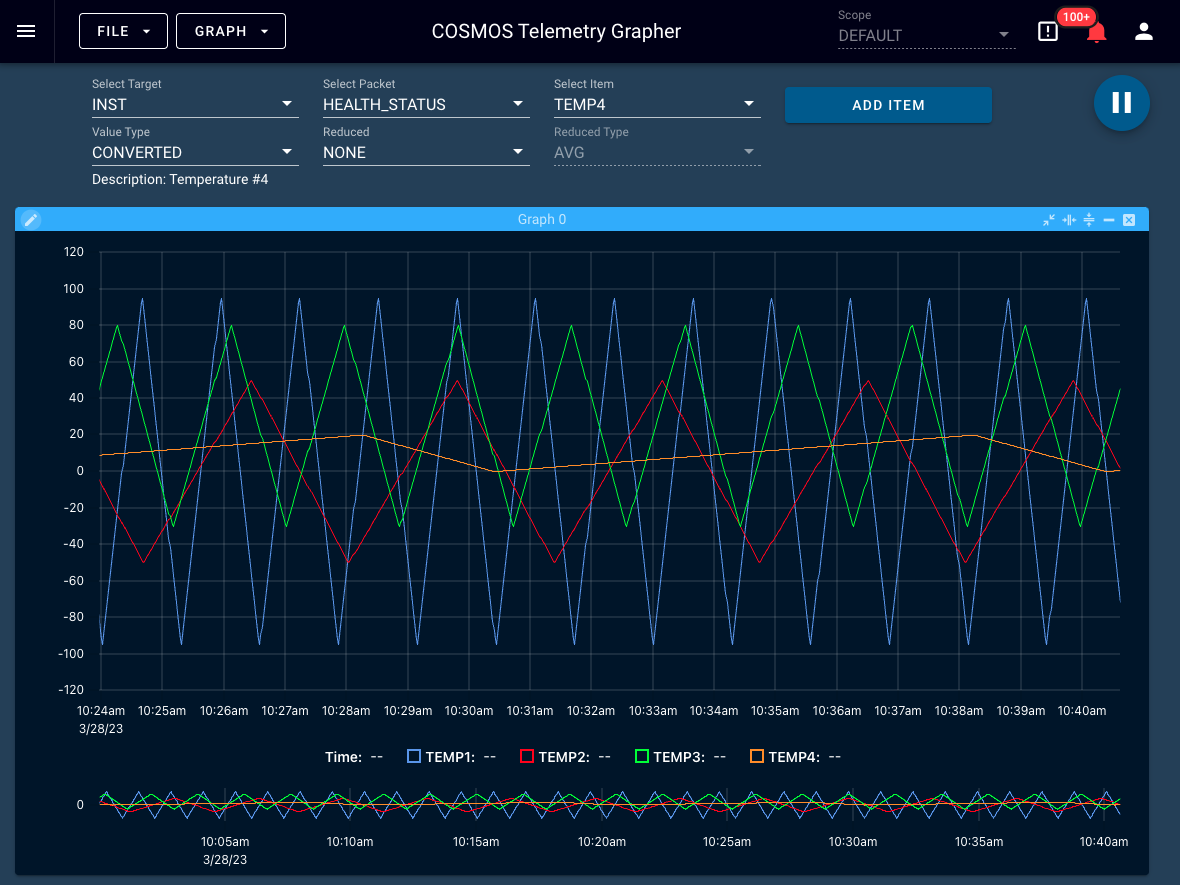 FILE GRAPH COSMOS Telemetry Grapher Scope DEFAULT 100+
Select Target Select Packet Select Item
INST HEALTH_STATUS TEMP4 ADD ITEM
Value Type Reduced Reduced Type
CONVERTED NONE AVG
Description: Temperature #4
Graph 0
120
100
80
60
40
20
0
-20
-40
-60
-80
-100
-120
10:24am 10:25am 10:26am 10:27am 10:28am 10:29am 10:30am 10:31am 10:32am 10:33am 10:34am 10:35am 10:36am 10:37am 10:38am 10:39am 10:40am
3/28/23
Time: -- TEMP1: -- TEMP2: -- TEMP3: -- TEMP4: --
0
10:05am 10:10am 10:15am 10:20am 10:25am 10:30am 10:35am 10:40am
3/28/23